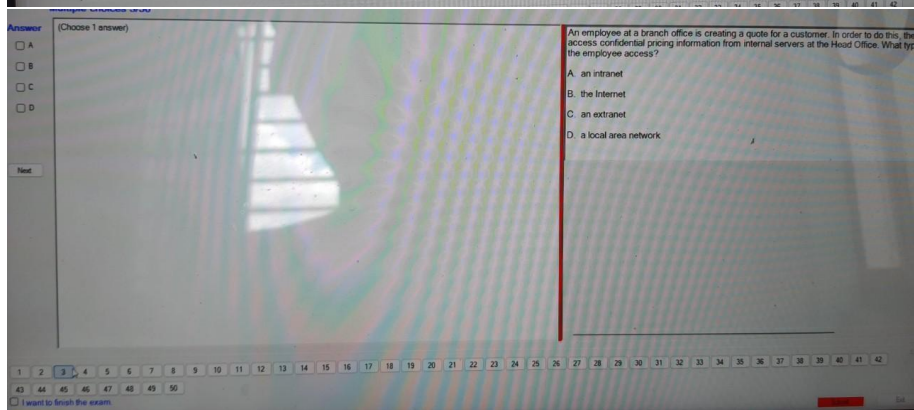 Multiple choices 3/50
Answer
(Choose 1 answer)
A
B
C
D
Next
An employee at a branch office is creating a quote for a customer. In order to do this, the
access confidential pricing information from internal servers at the Head Office. What typ
the employee access?
A. an intranet
B. the Internet
C. an extranet
D. a local area network
1 2 3 4 5 6 7 8 9 10 11 12 13 14 15 16 17 18 19 20 21 22 23 24 25 26 27 28 29 30 31 32 33 34 35 36 37 38 39 40 41 42
43 44 45 46 47 48 49 50
I want to finish the exam.